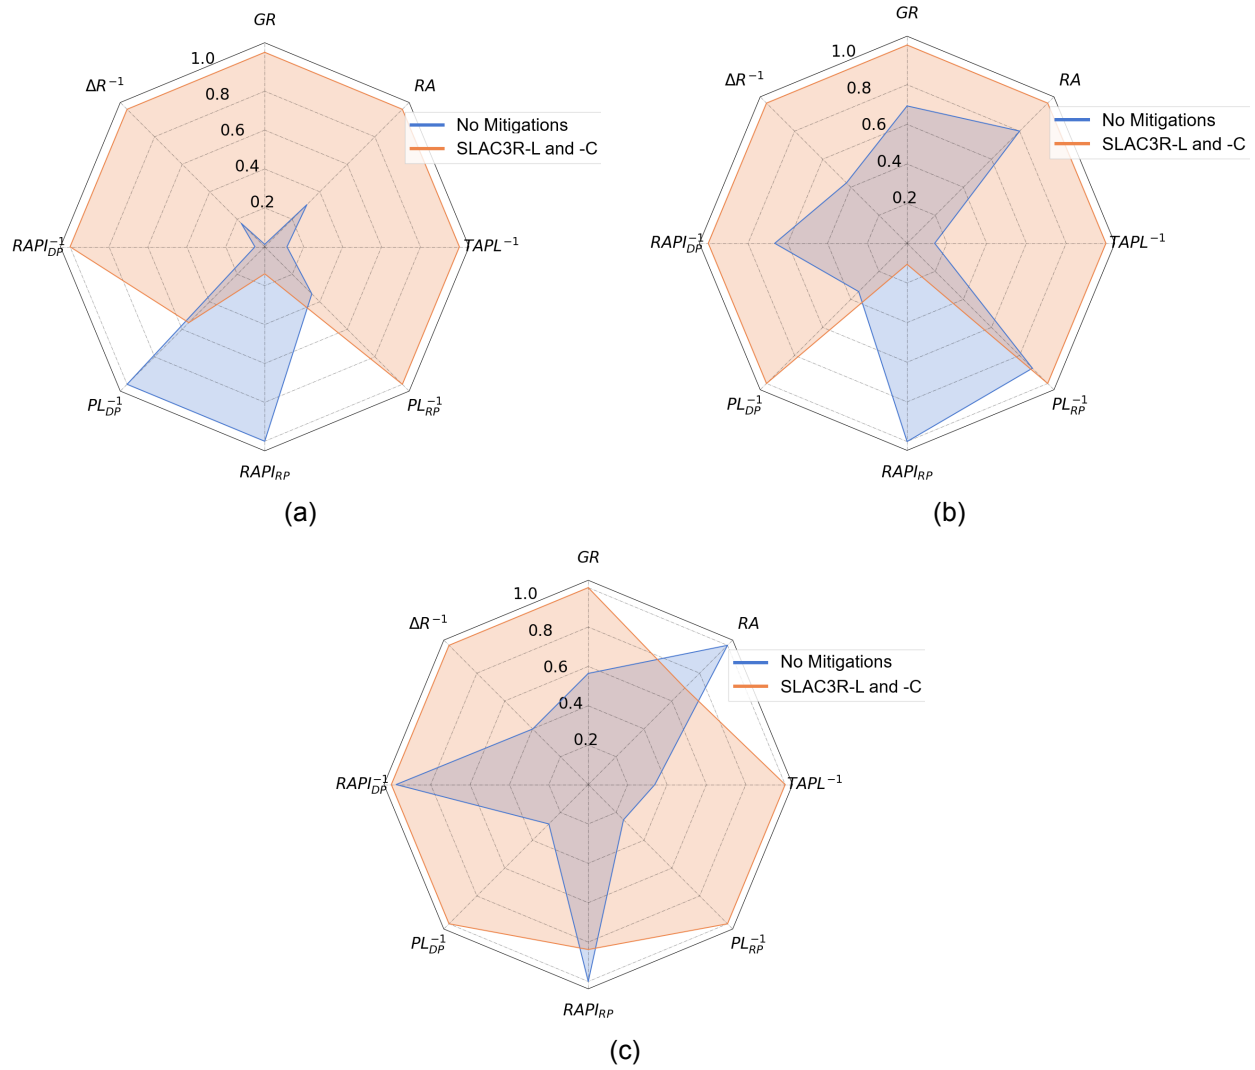 GR
1.0
ΔR⁻¹
RA
0.8
No Mitigations
SLAC3R-L and -C
0.6
0.4
0.2
RAPI_DP⁻¹
TAPL⁻¹
PL_DP⁻¹
PL_RP⁻¹
RAPI_RP
(a)
GR
1.0
ΔR⁻¹
RA
0.8
No Mitigations
SLAC3R-L and -C
0.6
0.4
0.2
RAPI_DP⁻¹
TAPL⁻¹
PL_DP⁻¹
PL_RP⁻¹
RAPI_RP
(b)
GR
1.0
ΔR⁻¹
RA
0.8
No Mitigations
SLAC3R-L and -C
0.6
0.4
0.2
RAPI_DP⁻¹
TAPL⁻¹
PL_DP⁻¹
PL_RP⁻¹
RAPI_RP
(c)